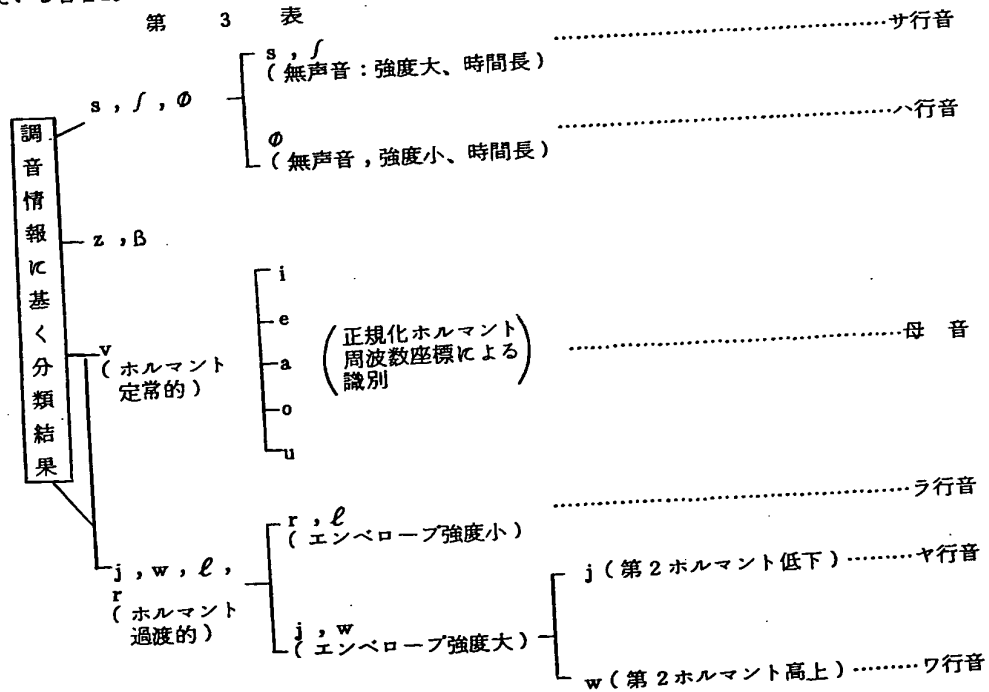 第 3 表
s , ʃ ………………………サ行音
( 無声音 : 強度大、時間長 )
s , ʃ , Φ
Φ ………………………ハ行音
( 無声音 , 強度小、時間長 )
調音情報に基く分類結果
z , β
v
( ホルマント
定常的 )
i
e
a
o
u
( 正規化ホルマント
周波数座標による
識別 ) ………………………母 音
j , w , ℓ ,
r
( ホルマント
過渡的 )
r , ℓ ………………………ラ行音
( エンベロープ強度小 )
j , w
( エンベロープ強度大 )
j ( 第2ホルマント低下 ) ………ヤ行音
w ( 第2ホルマント高上 ) ………ワ行音